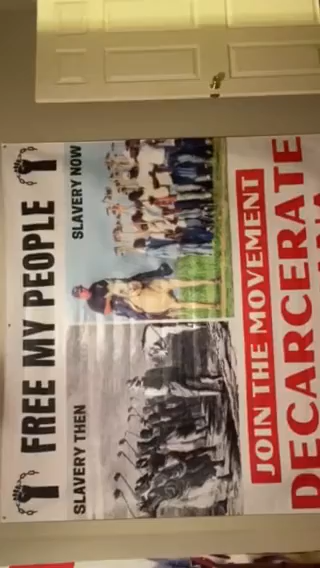 FREE MY PEOPLE
SLAVERY THEN
SLAVERY NOW
JOIN THE MOVEMENT
DECARCERATE